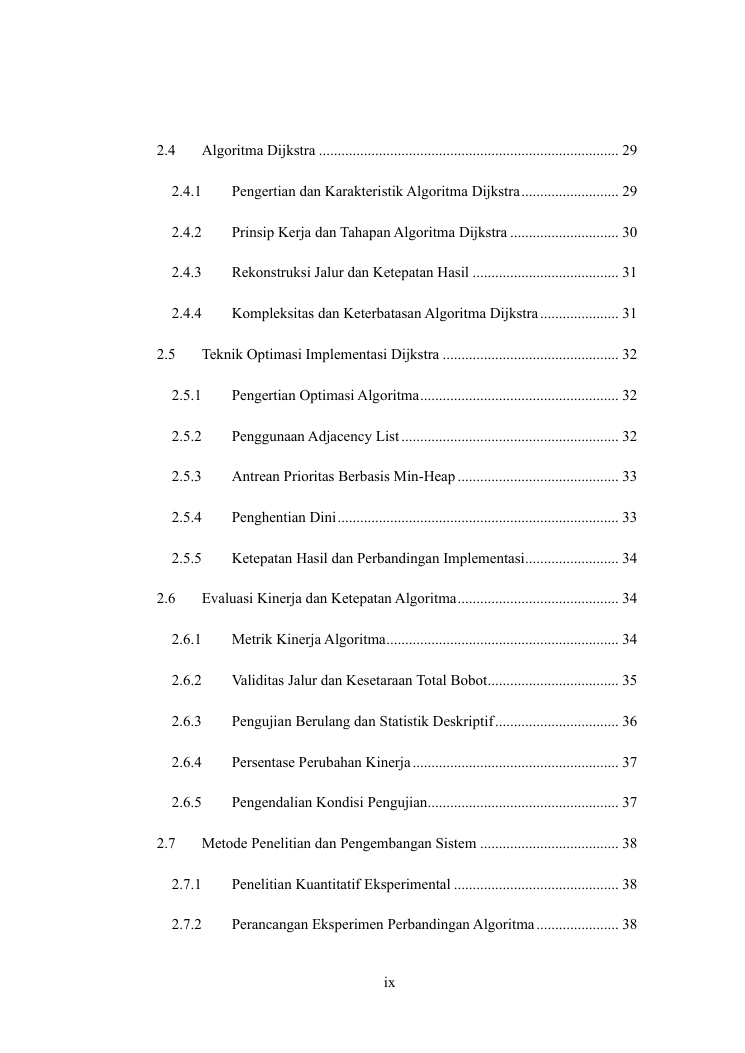 2.4 Algoritma Dijkstra ................................................................................ 29
2.4.1 Pengertian dan Karakteristik Algoritma Dijkstra .......................... 29
2.4.2 Prinsip Kerja dan Tahapan Algoritma Dijkstra ............................. 30
2.4.3 Rekonstruksi Jalur dan Ketepatan Hasil ....................................... 31
2.4.4 Kompleksitas dan Keterbatasan Algoritma Dijkstra ..................... 31
2.5 Teknik Optimasi Implementasi Dijkstra ............................................... 32
2.5.1 Pengertian Optimasi Algoritma ..................................................... 32
2.5.2 Penggunaan Adjacency List .......................................................... 32
2.5.3 Antrean Prioritas Berbasis Min-Heap ........................................... 33
2.5.4 Penghentian Dini ........................................................................... 33
2.5.5 Ketepatan Hasil dan Perbandingan Implementasi ......................... 34
2.6 Evaluasi Kinerja dan Ketepatan Algoritma ........................................... 34
2.6.1 Metrik Kinerja Algoritma .............................................................. 34
2.6.2 Validitas Jalur dan Kesetaraan Total Bobot ................................... 35
2.6.3 Pengujian Berulang dan Statistik Deskriptif ................................. 36
2.6.4 Persentase Perubahan Kinerja ....................................................... 37
2.6.5 Pengendalian Kondisi Pengujian ................................................... 37
2.7 Metode Penelitian dan Pengembangan Sistem ..................................... 38
2.7.1 Penelitian Kuantitatif Eksperimental ............................................ 38
2.7.2 Perancangan Eksperimen Perbandingan Algoritma ...................... 38
ix